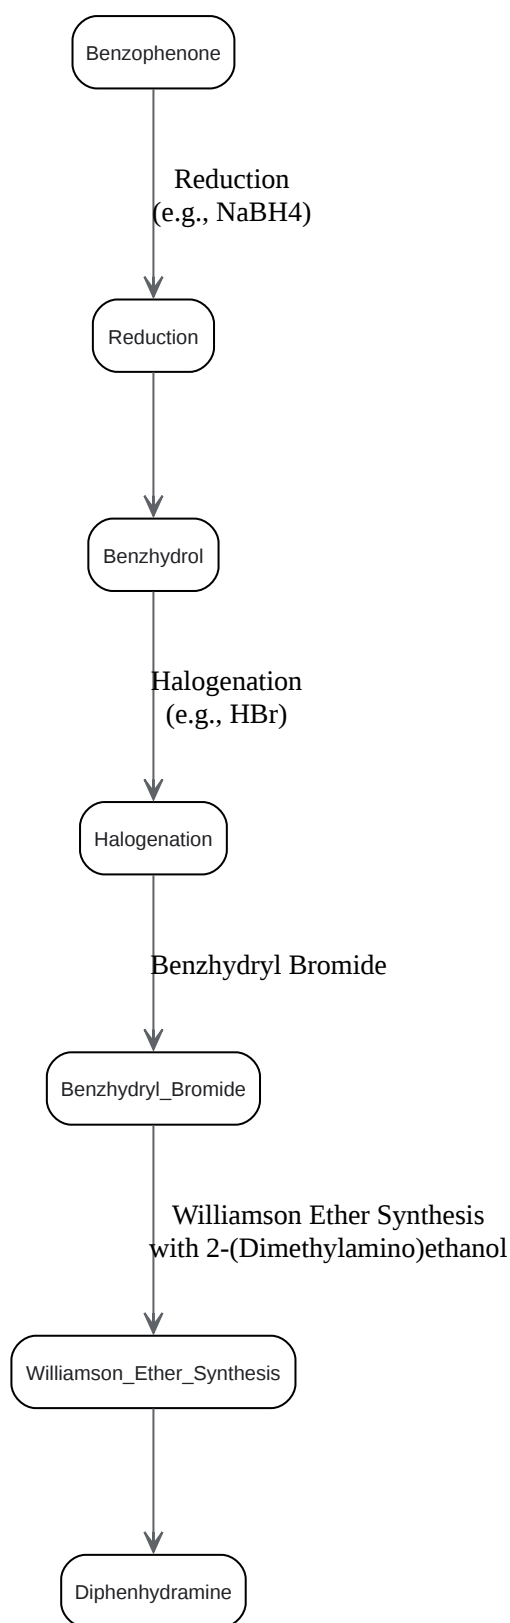 Benzophenone
Reduction
(e.g., NaBH4)
Reduction
Benzhydrol
Halogenation
(e.g., HBr)
Halogenation
Benzhydryl Bromide
Benzhydryl_Bromide
Williamson Ether Synthesis
with 2-(Dimethylamino)ethanol
Williamson_Ether_Synthesis
Diphenhydramine